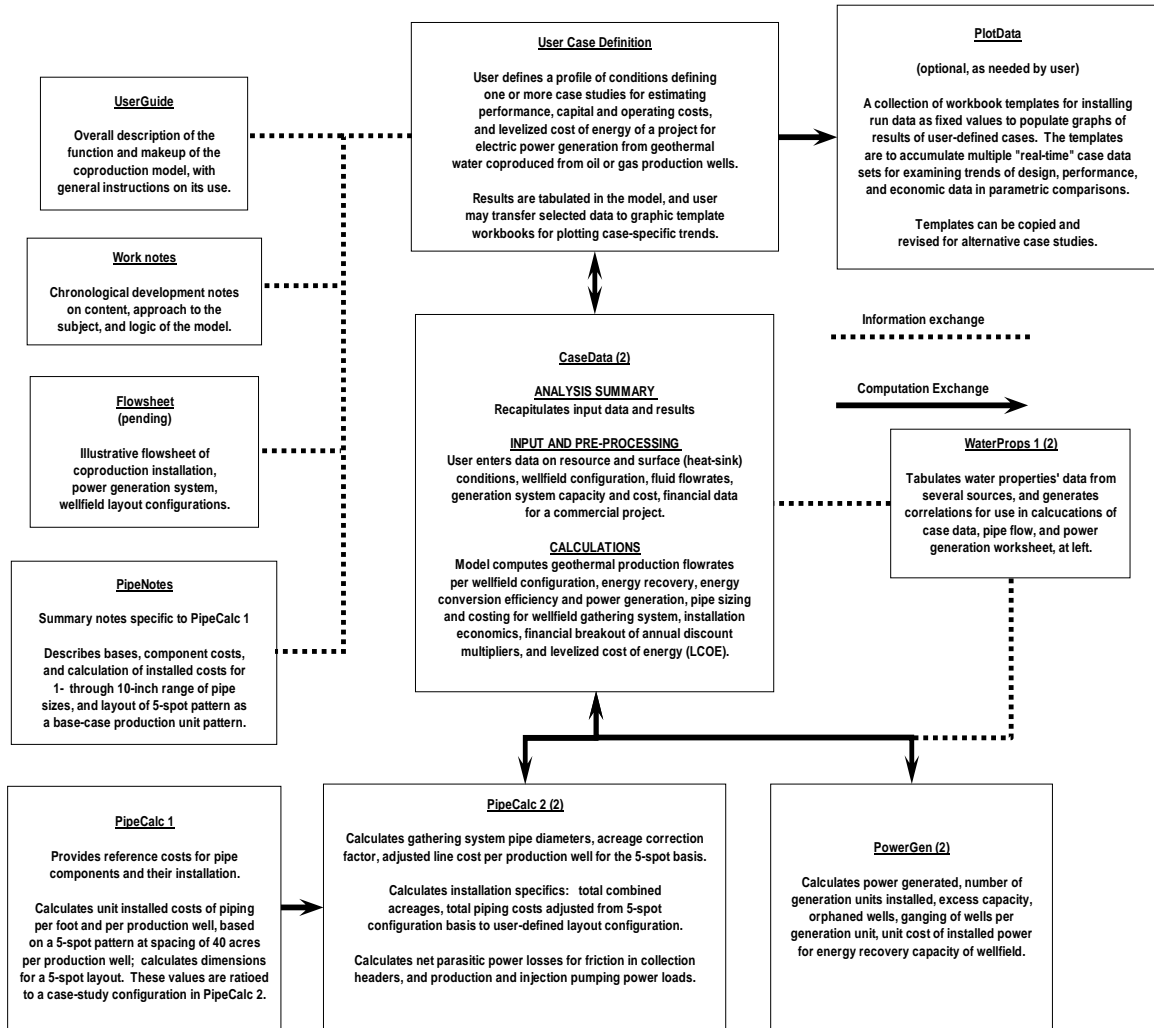 UserGuide
Overall description of the
function and makeup of the
coproduction model, with
general instructions on its use.
Work notes
Chronological development notes
on content, approach to the
subject, and logic of the model.
Flowsheet
(pending)
Illustrative flowsheet of
coproduction installation,
power generation system,
wellfield layout configurations.
PipeNotes
Summary notes specific to PipeCalc 1
Describes bases, component costs,
and calculation of installed costs for
1- through 10-inch range of pipe
sizes, and layout of 5-spot pattern as
a base-case production unit pattern.
User Case Definition
User defines a profile of conditions defining
one or more case studies for estimating
performance, capital and operating costs,
and levelized cost of energy of a project for
electric power generation from geothermal
water coproduced from oil or gas production wells.
Results are tabulated in the model, and user
may transfer selected data to graphic template
workbooks for plotting case-specific trends.
PlotData
(optional, as needed by user)
A collection of workbook templates for installing
run data as fixed values to populate graphs of
results of user-defined cases. The templates
are to accumulate multiple "real-time" case data
sets for examining trends of design, performance,
and economic data in parametric comparisons.
Templates can be copied and
revised for alternative case studies.
Information exchange
Computation Exchange
CaseData (2)
ANALYSIS SUMMARY
Recapitulates input data and results
INPUT AND PRE-PROCESSING
User enters data on resource and surface (heat-sink)
conditions, wellfield configuration, fluid flowrates,
generation system capacity and cost, financial data
for a commercial project.
CALCULATIONS
Model computes geothermal production flowrates
per wellfield configuration, energy recovery, energy
conversion efficiency and power generation, pipe sizing
and costing for wellfield gathering system, installation
economics, financial breakout of annual discount
multipliers, and levelized cost of energy (LCOE).
WaterProps 1 (2)
Tabulates water properties' data from
several sources, and generates
correlations for use in calcucations of
case data, pipe flow, and power
generation worksheet, at left.
PipeCalc 1
Provides reference costs for pipe
components and their installation.
Calculates unit installed costs of piping
per foot and per production well, based
on a 5-spot pattern at spacing of 40 acres
per production well; calculates dimensions
for a 5-spot layout. These values are ratioed
to a case-study configuration in PipeCalc 2.
PipeCalc 2 (2)
Calculates gathering system pipe diameters, acreage correction
factor, adjusted line cost per production well for the 5-spot basis.
Calculates installation specifics: total combined
acreages, total piping costs adjusted from 5-spot
configuration basis to user-defined layout configuration.
Calculates net parasitic power losses for friction in collection
headers, and production and injection pumping power loads.
PowerGen (2)
Calculates power generated, number of
generation units installed, excess capacity,
orphaned wells, ganging of wells per
generation unit, unit cost of installed power
for energy recovery capacity of wellfield.